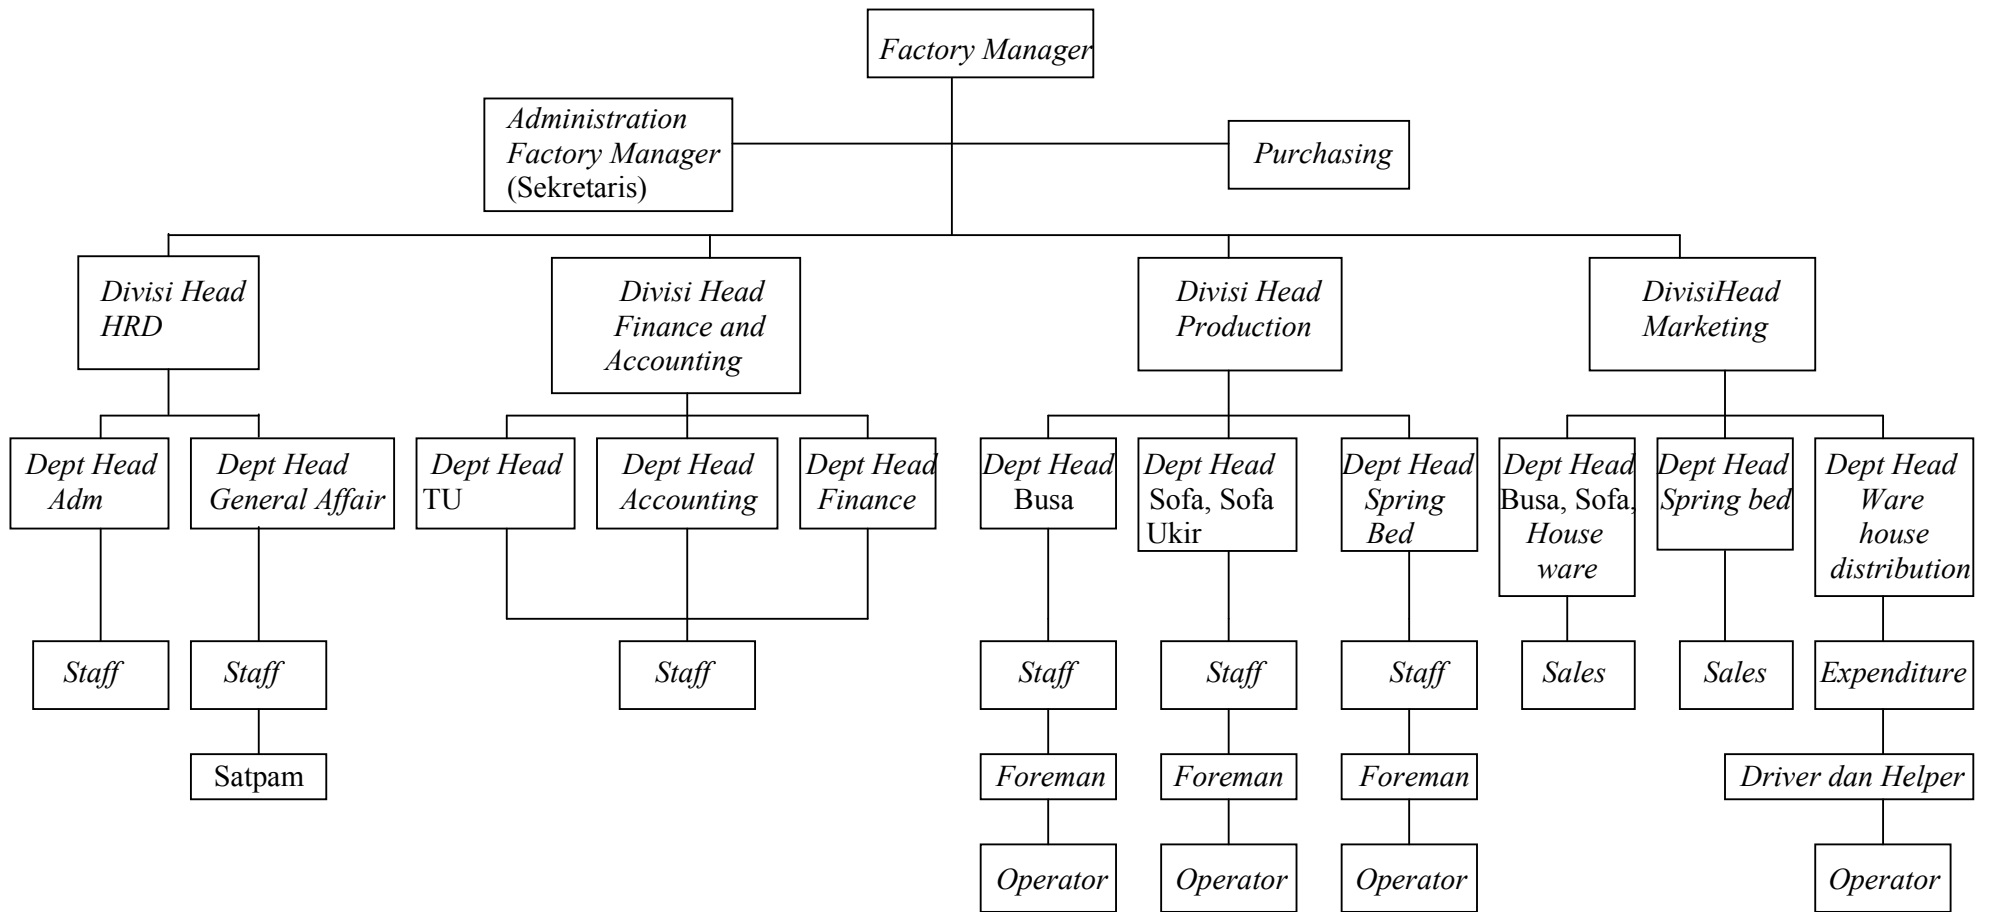 Factory Manager
Administration
Factory Manager
(Sekretaris)
Purchasing
Divisi Head
HRD
Divisi Head
Finance and
Accounting
Divisi Head
Production
DivisiHead
Marketing
Dept Head
Adm
Dept Head
General Affair
Dept Head
TU
Dept Head
Accounting
Dept Head
Finance
Dept Head
Busa
Dept Head
Sofa, Sofa
Ukir
Dept Head
Spring
Bed
Dept Head
Busa, Sofa,
House
ware
Dept Head
Spring bed
Dept Head
Ware
house
distribution
Staff
Staff
Staff
Staff
Staff
Staff
Sales
Sales
Expenditure
Satpam
Foreman
Foreman
Foreman
Driver dan Helper
Operator
Operator
Operator
Operator